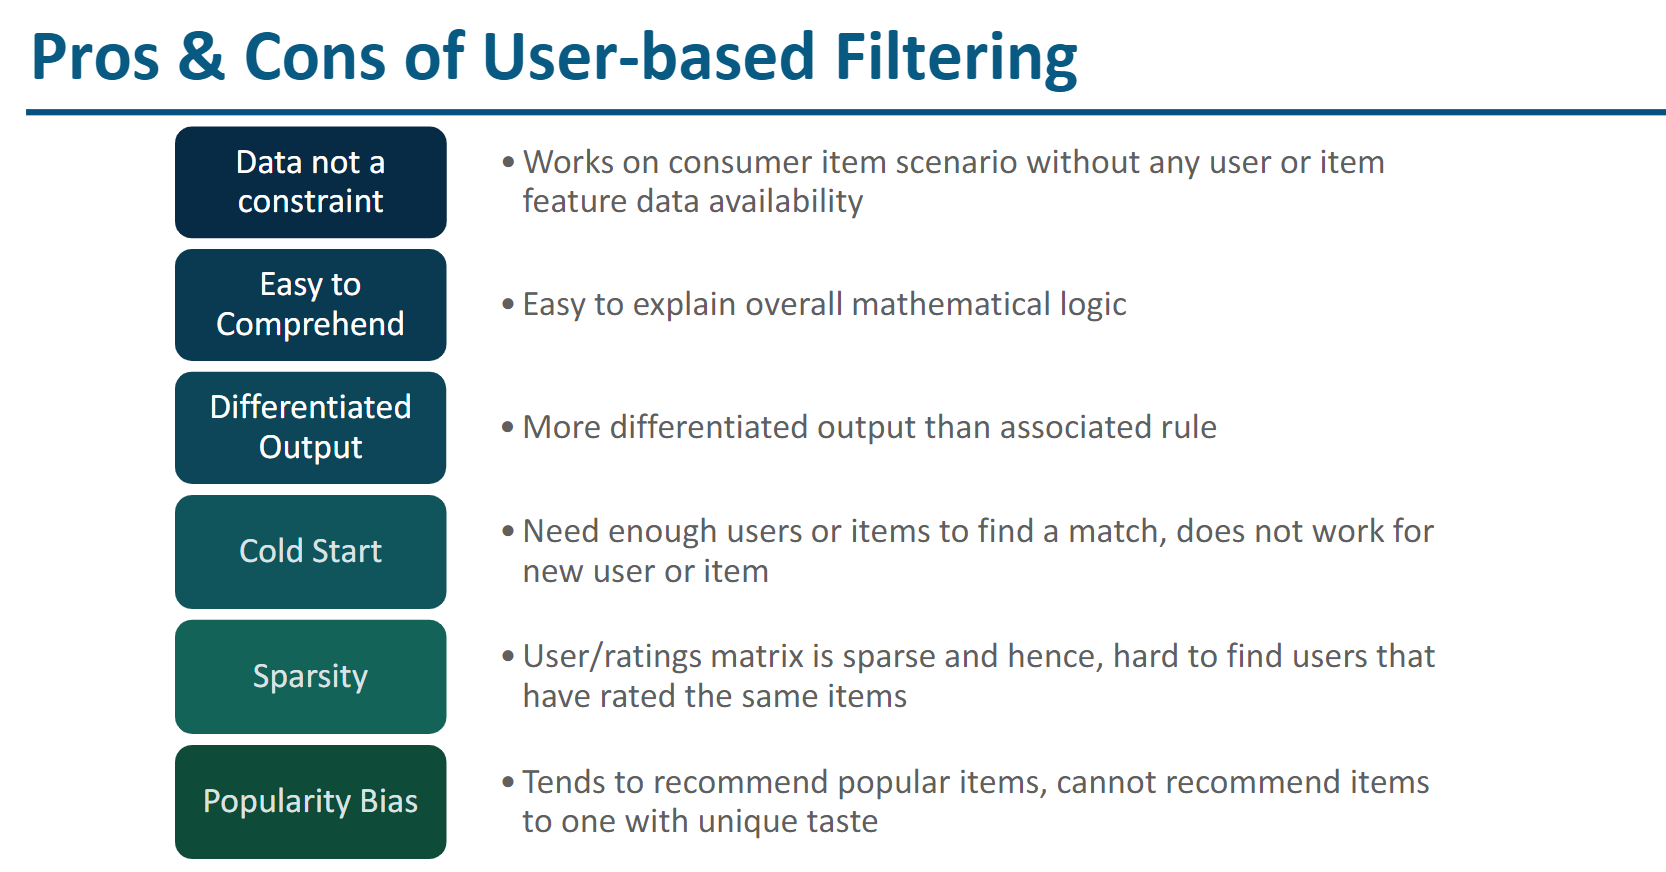 Pros & Cons of User-based Filtering
Data not a
constraint
• Works on consumer item scenario without any user or item
feature data availability
Easy to
Comprehend
• Easy to explain overall mathematical logic
Differentiated
Output
• More differentiated output than associated rule
Cold Start
• Need enough users or items to find a match, does not work for
new user or item
Sparsity
• User/ratings matrix is sparse and hence, hard to find users that
have rated the same items
Popularity Bias
• Tends to recommend popular items, cannot recommend items
to one with unique taste